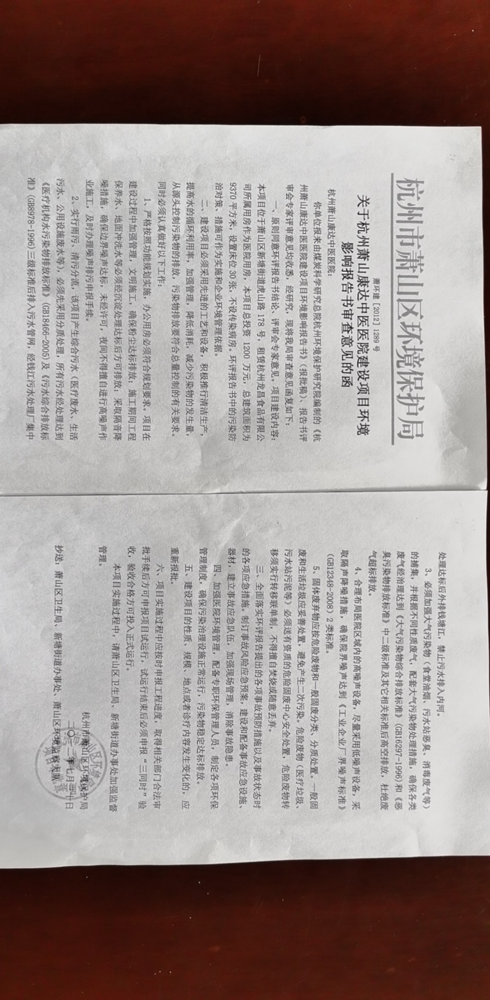 杭州市萧山区环境保护局
萧环建［2012］1289号
关于杭州萧山康达中医医院建设项目环境
影响报告书审查意见的函
杭州萧山康达中医医院：
你单位报来由煤炭科学研究总院杭州环境保护研究院编制的《杭
州萧山康达中医医院建设项目环境影响报告书》（报批稿）、报告书评
审会专家评审意见均收悉，经研究，现将我局审查意见函复如下：
一、原则同意环评报告书结论、评审会专家意见。项目建设内容：
本项目位于萧山区新塘街道虎山路 178 号，租赁杭州龙昌食品有限公
司所属用房作为医院用房，本项目总投资 1200 万元，总建筑面积为
9370 平方米，设置床位 30 张，不设传染病房。环评报告书中的污染防
治对策、措施可作为实施和企业环境管理依据。
二、建设项目必须采用先进的工艺和设备，积极推行清洁生产，
提高水的循环利用率，加强管理，降低消耗，减少污染物的发生量，
从源头控制污染物的排放，污染物排放要符合总量控制的有关要求。
同时必须认真做好以下工作：
1、严格按照功能规划实施，办公用房必须符合规划要求。项目在
建设过程中加强管理，文明施工，确保粉尘达标排放；施工期间工程
保养水、地面冲洗水等必须经沉淀处理达标后方可排放；采取隔音降
噪措施，确保边界噪声达标，未经许可，夜间不得擅自进行高噪声作
业施工，及时办理噪声排污申报手续。
2、实行雨污、清污分流，该项目产生综合污水（医疗废水、生活
污水、公用设施废水等），必须先采用分质处理，所有污水经处理达到
《医疗机构水污染物排放标准》（GB18466-2005）及《污水综合排放标
准》（GB8978-1996）三级标准后排入污水管网，经钱江污水处理厂集中
处理达标后外排钱塘江，禁止污水排入内河。
3、必须加强大气污染物（食堂油烟、污水站恶臭、消毒废气等）
的捕集，并根据不同性质废气，配套大气污染物处理措施，确保各类
废气经治理达到《大气污染物综合排放标准》（GB16297-1996）和《恶
臭污染物排放标准》中二级标准及其它相关标准后高空排放，杜绝废
气超标排放。
4、合理布局医院区域内的高噪声设备，尽量采用低噪声设备，采
取隔声降噪措施，确保院界噪声达到《工业企业厂界噪声标准》
（(GB12348-2008）2 类标准。
5、固体废弃物应按危险废物和一般固废分类、分质处置。一般固
废和生活垃圾应妥善处置，避免产生二次污染。危险废物（医疗垃圾、
污水站污泥等）必须送有资质的危险固废中心安全处置，危险废物转
移须实行转移联单制，不得擅自焚烧或随意丢弃。
三、全面落实环评报告提出的各项事故预防措施以及事故状态时
的各项应急措施。制订事故风险应急预案，建设和配备事故应急设施、
器材，建立事故应急队伍，加强现场管理，消除事故隐患。
四、加强医院环境管理，配备专职环保管理人员，制定各项环保
管理制度，确保污染治理设施正常运行，污染物稳定达标排放。
五、建设项目的性质、规模、地点或者诊疗内容发生变化的，应
重新报批。
六、项目实施过程中应按时申报工程进度，取得相关部门合法审
批手续后方可申报项目试运行，试运行结束后必须申报“三同时”验
收，验收合格方可投入正式运行。
本项目实施过程中，请萧山区卫生局、新塘街道办事处加强监督
管理。
杭州市萧山区环境保护局
二〇一二年七月三十日
抄送：萧山区卫生局、新塘街道办事处、萧山区环境监察大队